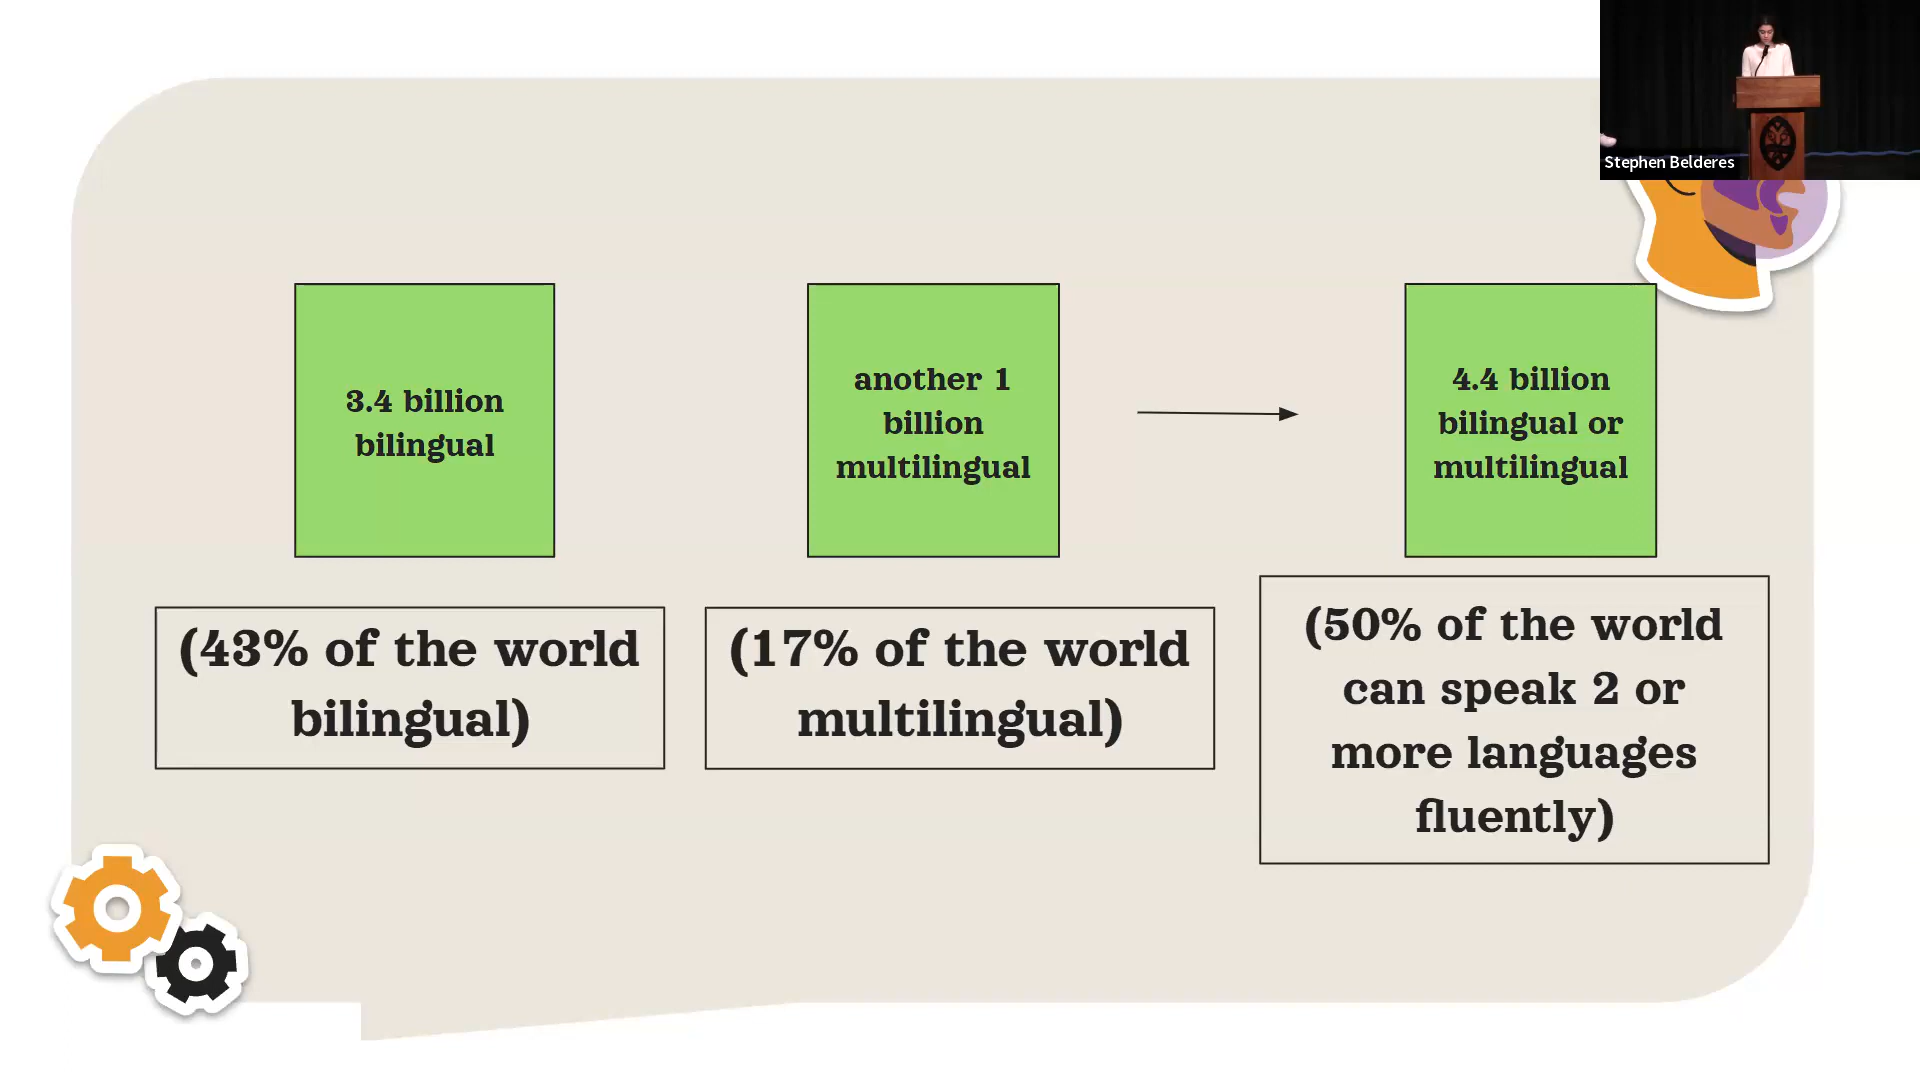 Stephen Belderes
3.4 billion
bilingual
another 1
billion
multilingual
4.4 billion
bilingual or
multilingual
(43% of the world
bilingual)
(17% of the world
multilingual)
(50% of the world
can speak 2 or
more languages
fluently)